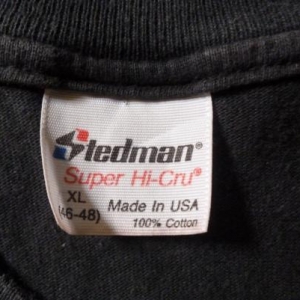 Stedman®
Super Hi-Cru®
XL
(46-48)
Made In USA
100% Cotton